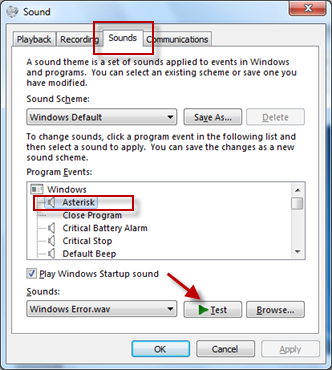 Sound
Playback Recording Sounds Communications
A sound theme is a set of sounds applied to events in Windows
and programs. You can select an existing scheme or save one you
have modified.
Sound Scheme:
Windows Default Save As... Delete
To change sounds, click a program event in the following list and
then select a sound to apply. You can save the changes as a new
sound scheme.
Program Events:
Windows
Asterisk
Close Program
Critical Battery Alarm
Critical Stop
Default Beep
Play Windows Startup sound
Sounds:
Windows Error.wav Test Browse...
OK Cancel Apply